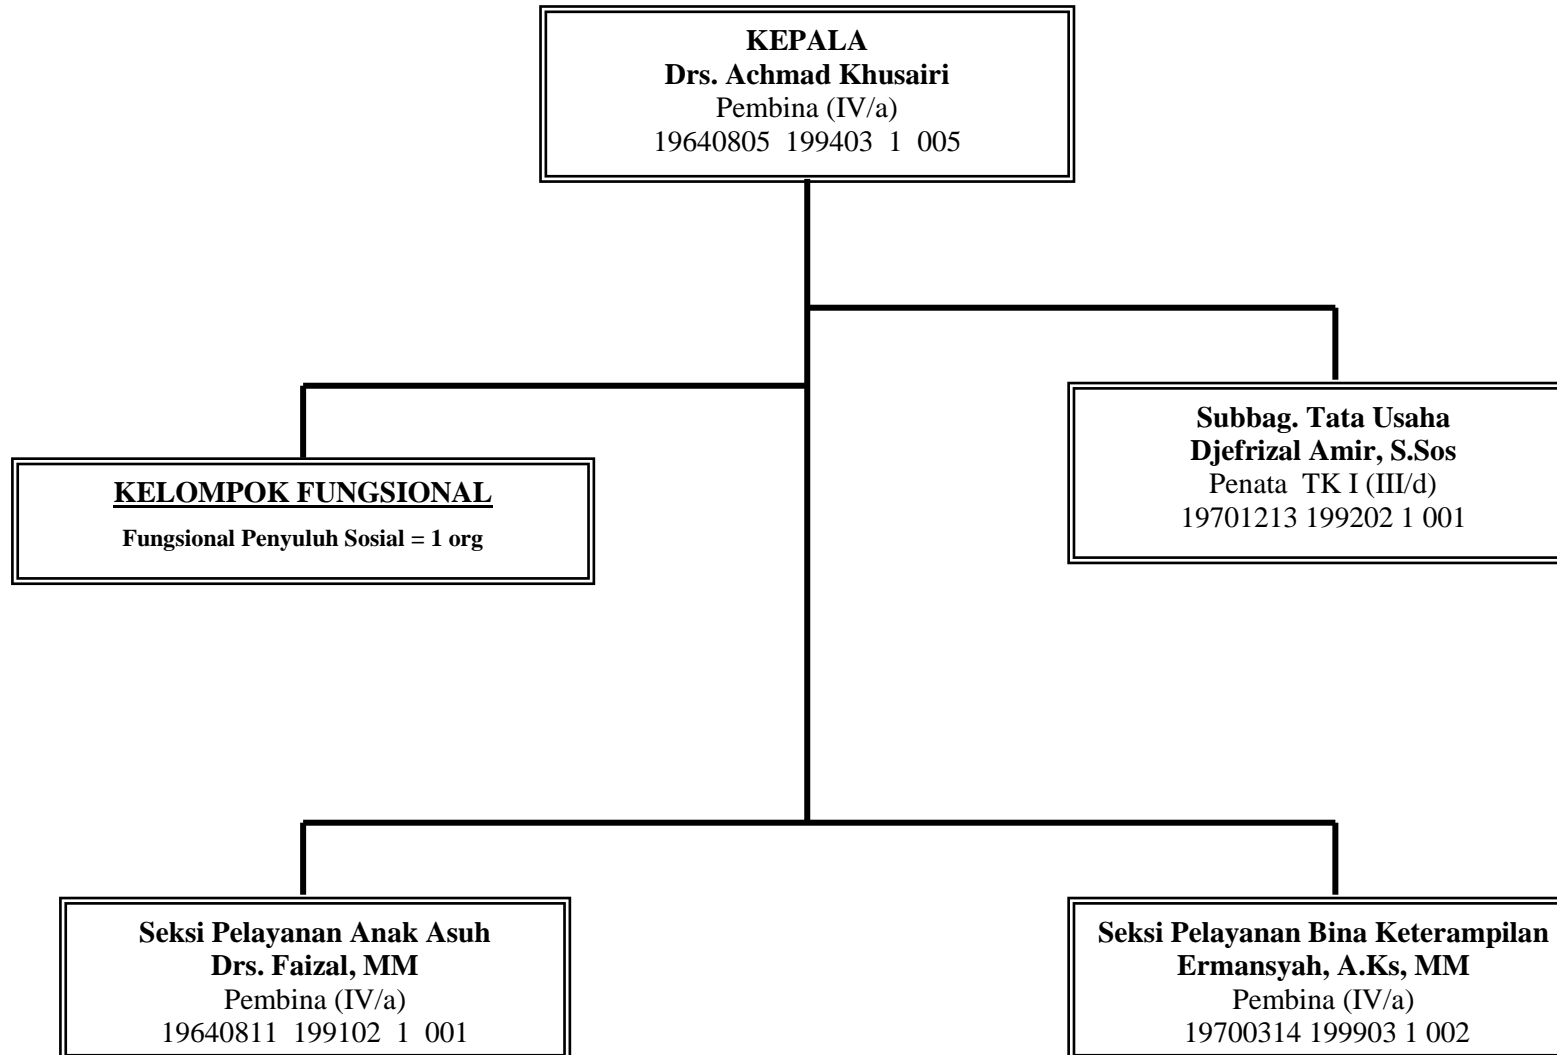 KEPALA
Drs. Achmad Khusairi
Pembina (IV/a)
19640805 199403 1 005
Subbag. Tata Usaha
Djefrizal Amir, S.Sos
Penata TK I (III/d)
19701213 199202 1 001
KELOMPOK FUNGSIONAL
Fungsional Penyuluh Sosial = 1 org
Seksi Pelayanan Anak Asuh
Drs. Faizal, MM
Pembina (IV/a)
19640811 199102 1 001
Seksi Pelayanan Bina Keterampilan
Ermansyah, A.Ks, MM
Pembina (IV/a)
19700314 199903 1 002